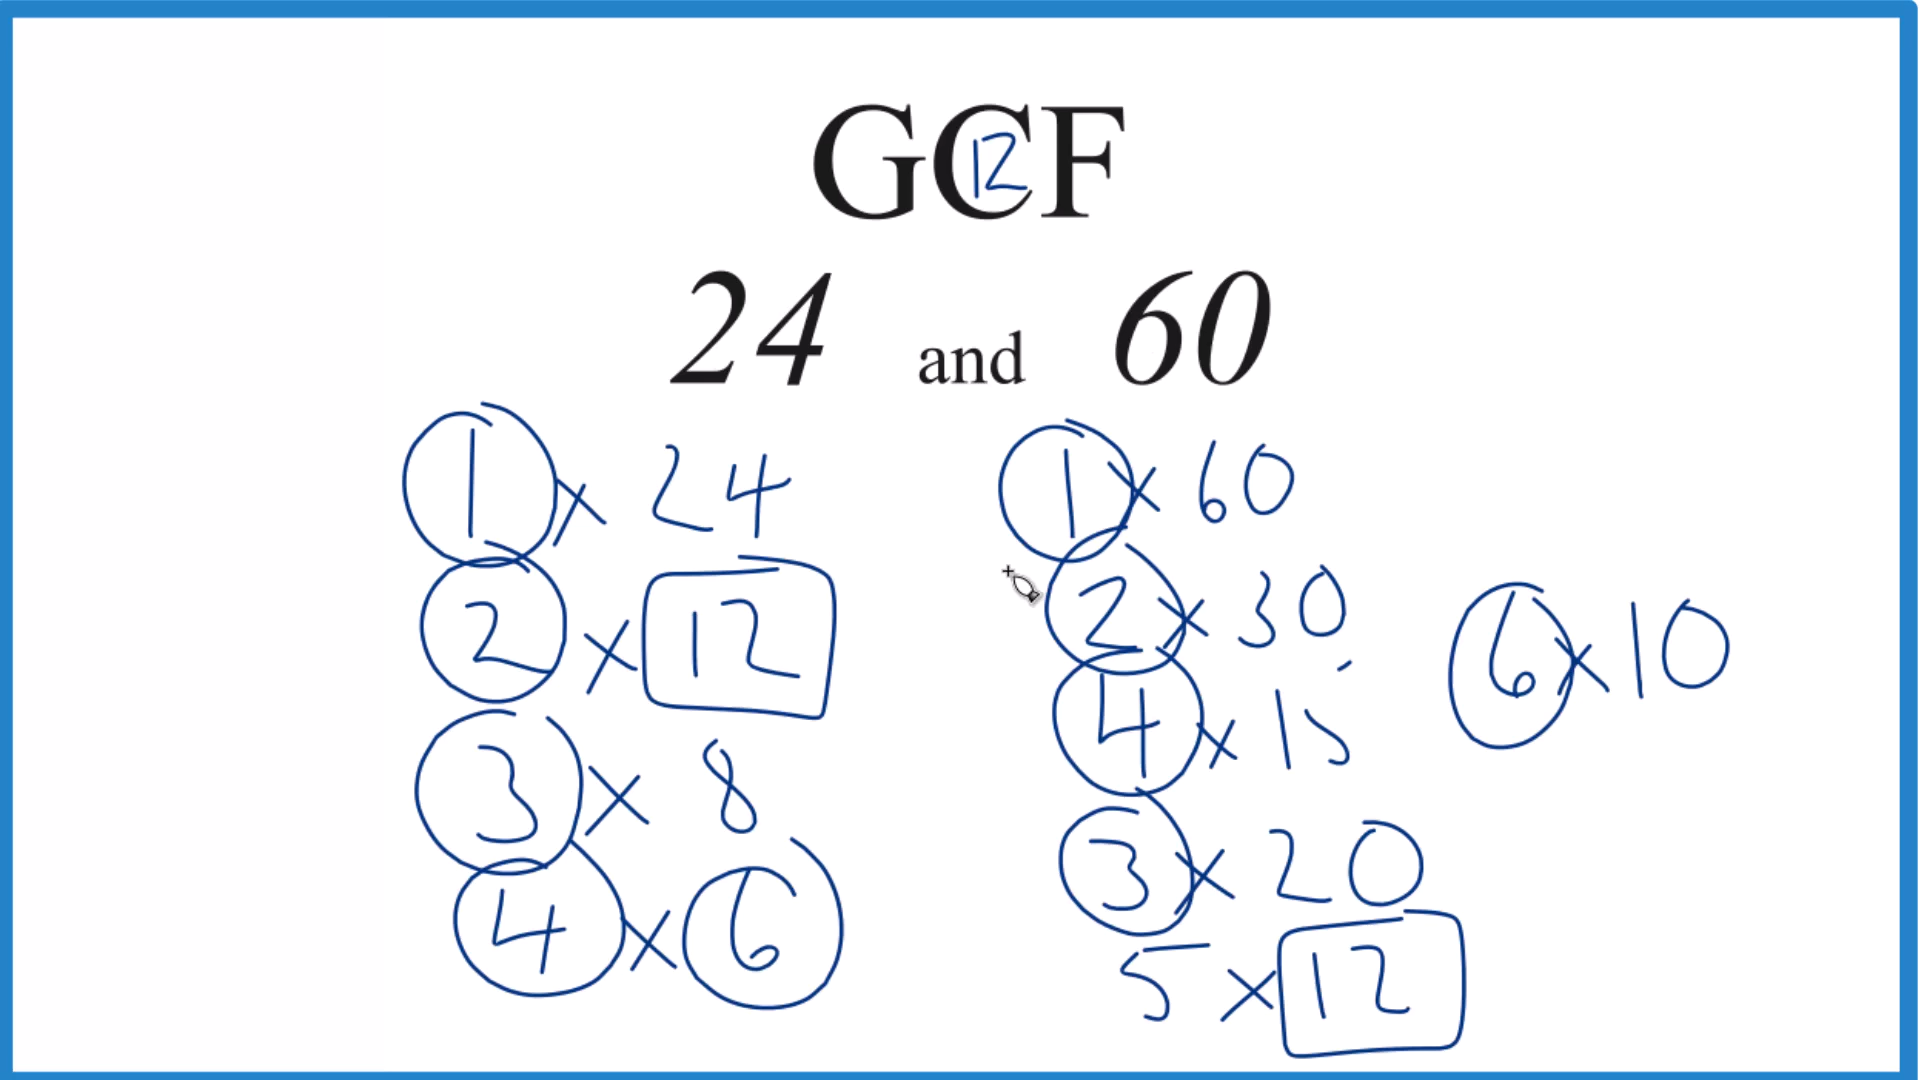 GCF
12
24 and 60
1 x 24
2 x 12
3 x 8
4 x 6
1 x 60
2 x 30
4 x 15
3 x 20
5 x 12
6 x 10